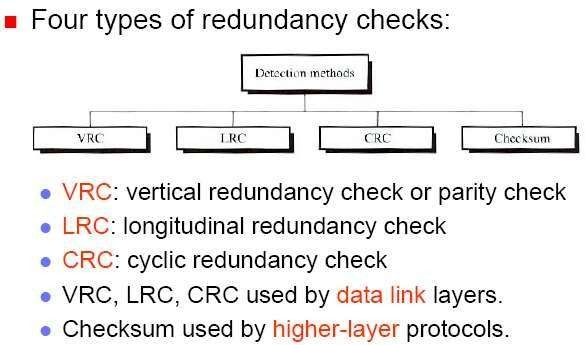 Four types of redundancy checks:
Detection methods
VRC
LRC
CRC
Checksum
VRC: vertical redundancy check or parity check
LRC: longitudinal redundancy check
CRC: cyclic redundancy check
VRC, LRC, CRC used by data link layers.
Checksum used by higher-layer protocols.